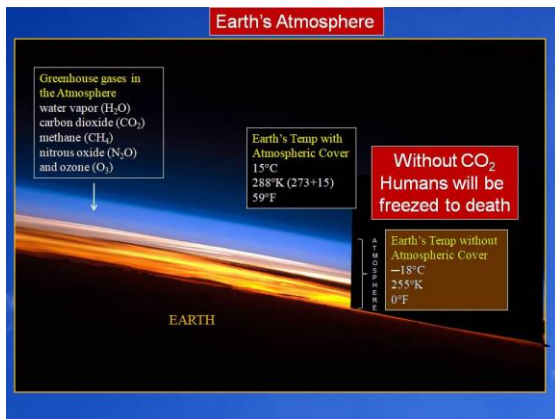 Earth's Atmosphere
Greenhouse gases in
the Atmosphere
water vapor (H₂O)
carbon dioxide (CO₂)
methane (CH₄)
nitrous oxide (N₂O)
and ozone (O₃)
Earth's Temp with
Atmospheric Cover
15°C
288°K (273+15)
59°F
Without CO₂
Humans will be
freezed to death
ATMOSPHERE
Earth's Temp without
Atmospheric Cover
—18°C
255°K
0°F
EARTH